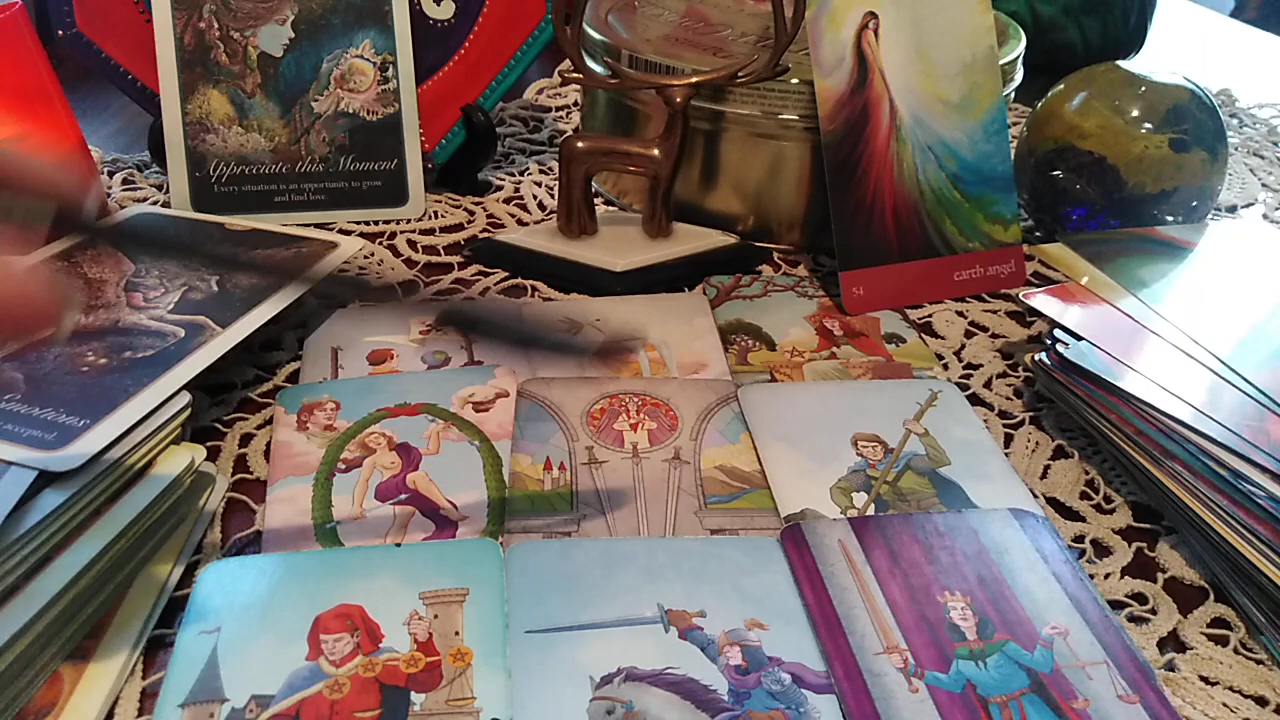 Appreciate this Moment
Every situation is an opportunity to grow
and find love.
54
earth angel
Emotions
accepted.